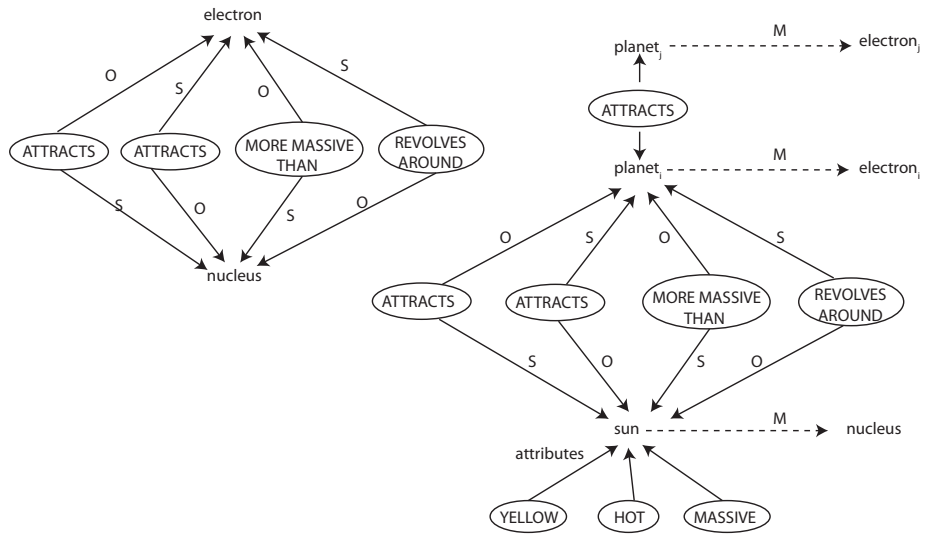 electron
O
S
O
S
ATTRACTS
ATTRACTS
MORE MASSIVE
THAN
REVOLVES
AROUND
S
O
S
O
nucleus
planetⱼ
M
electronⱼ
ATTRACTS
planetᵢ
M
electronᵢ
O
S
O
S
ATTRACTS
ATTRACTS
MORE MASSIVE
THAN
REVOLVES
AROUND
S
O
S
O
sun
M
nucleus
attributes
YELLOW
HOT
MASSIVE